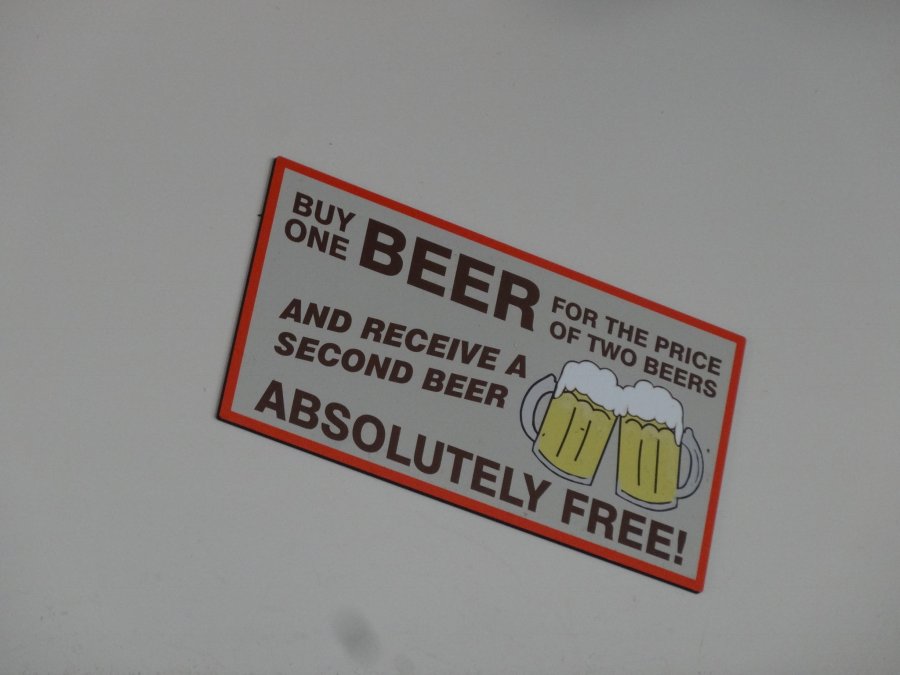 BUY
ONE
BEER
FOR THE PRICE
OF TWO BEERS
AND RECEIVE A
SECOND BEER
ABSOLUTELY FREE!